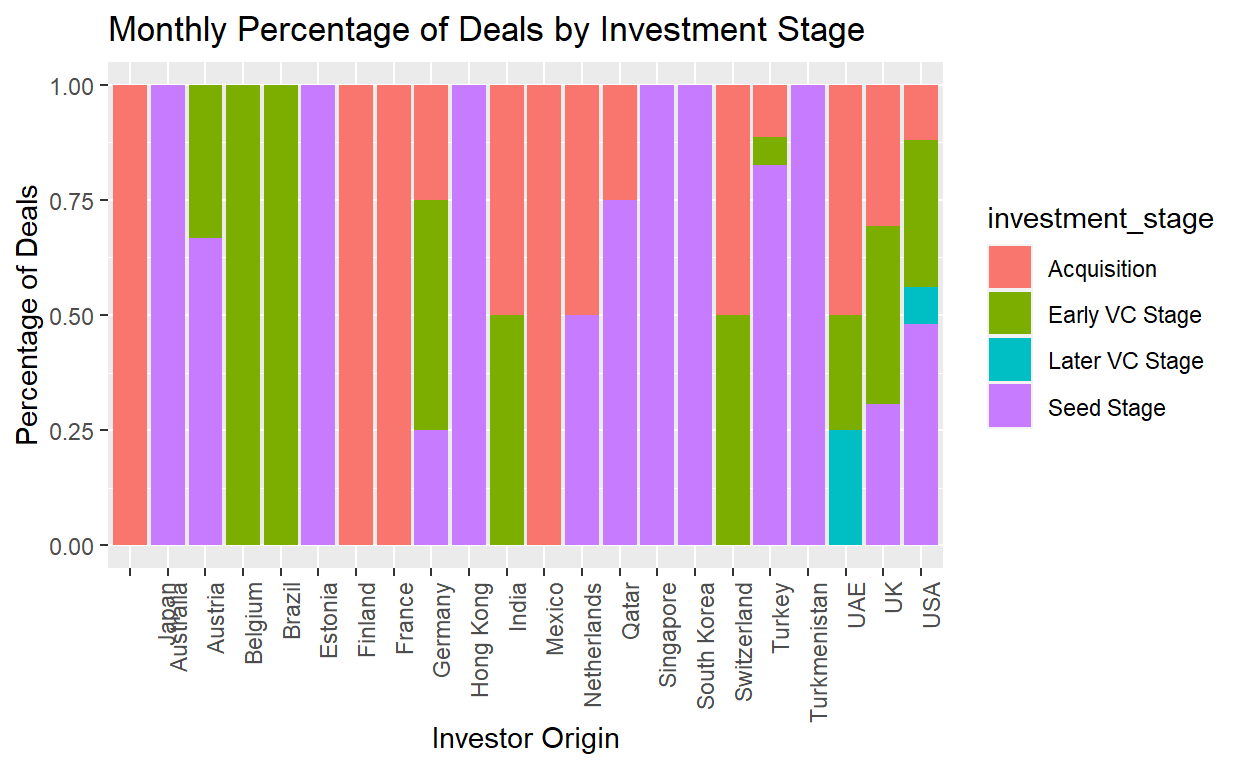 Monthly Percentage of Deals by Investment Stage
Percentage of Deals
1.00
0.75
0.50
0.25
0.00
Japan
Australia
Austria
Belgium
Brazil
Estonia
Finland
France
Germany
Hong Kong
India
Mexico
Netherlands
Qatar
Singapore
South Korea
Switzerland
Turkey
Turkmenistan
UAE
UK
USA
Investor Origin
investment_stage
Acquisition
Early VC Stage
Later VC Stage
Seed Stage